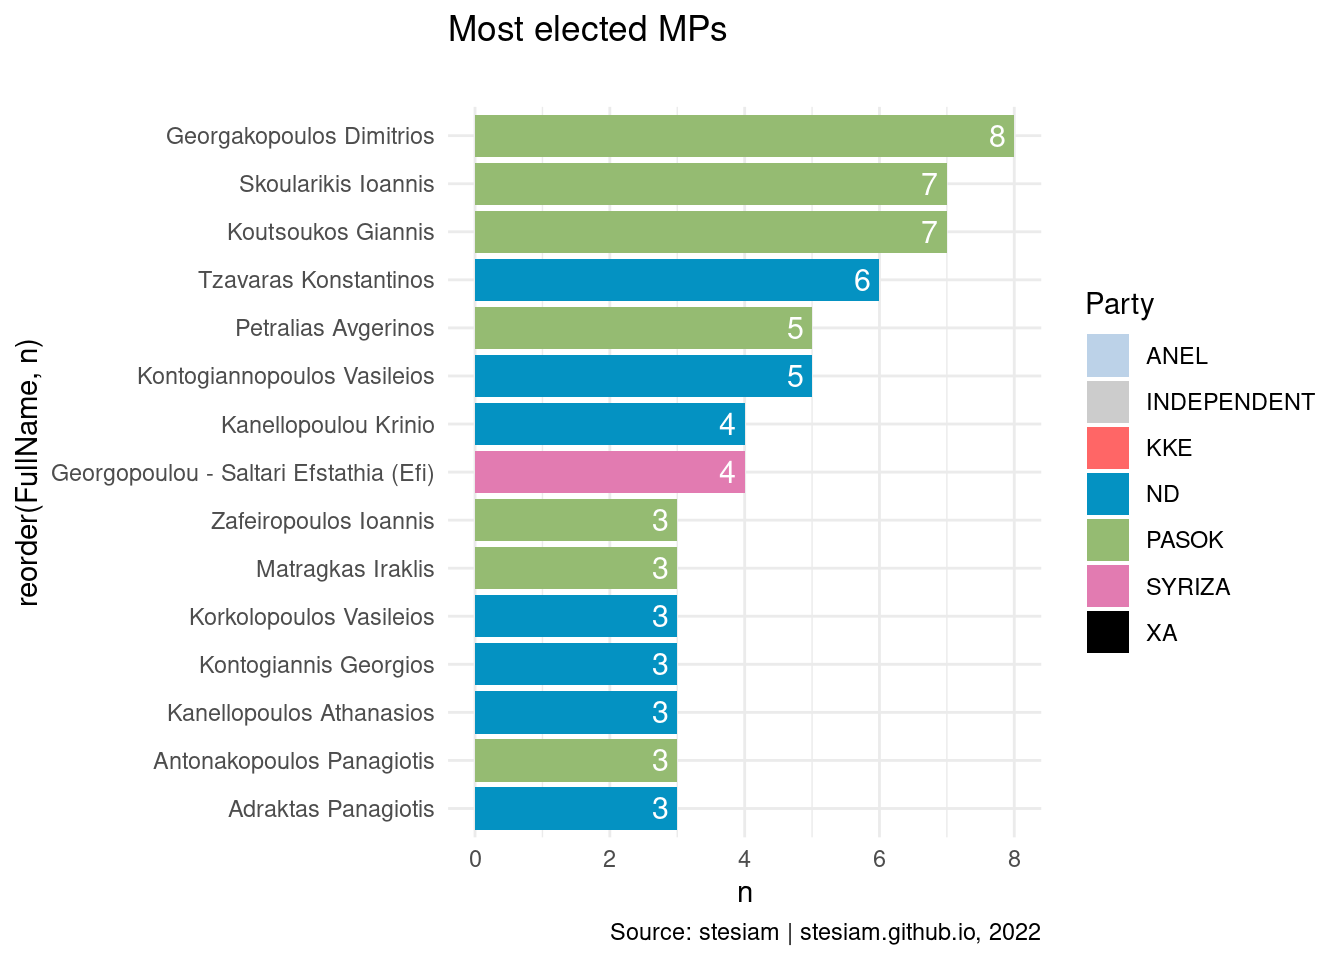 Most elected MPs
reorder(FullName, n)
Georgakopoulos Dimitrios 8
Skoularikis Ioannis 7
Koutsoukos Giannis 7
Tzavaras Konstantinos 6
Petralias Avgerinos 5
Kontogiannopoulos Vasileios 5
Kanellopoulou Krinio 4
Georgopoulou - Saltari Efstathia (Efi) 4
Zafeiropoulos Ioannis 3
Matragkas Iraklis 3
Korkolopoulos Vasileios 3
Kontogiannis Georgios 3
Kanellopoulos Athanasios 3
Antonakopoulos Panagiotis 3
Adraktas Panagiotis 3
0 2 4 6 8
n
Party
ANEL
INDEPENDENT
KKE
ND
PASOK
SYRIZA
XA
Source: stesiam | stesiam.github.io, 2022